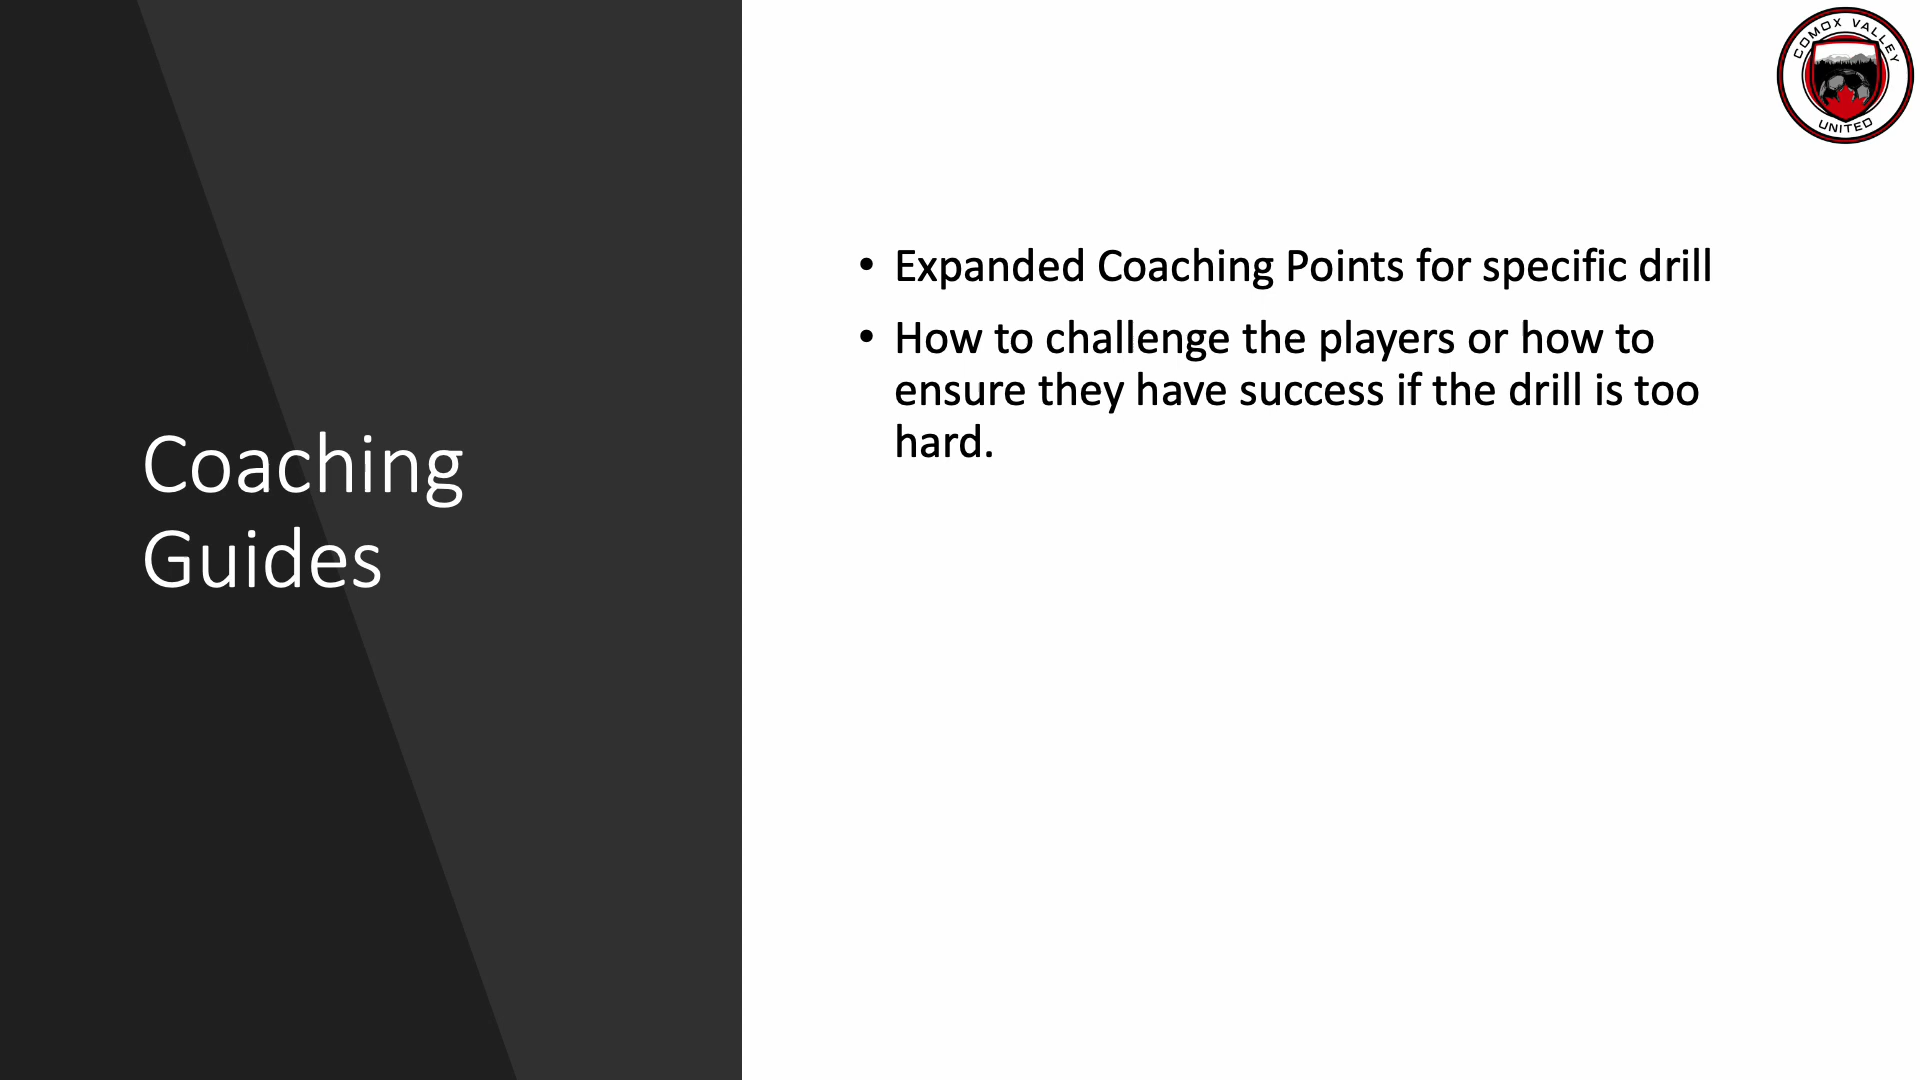 COMOX VALLEY
UNITED
• Expanded Coaching Points for specific drill
• How to challenge the players or how to
ensure they have success if the drill is too
hard.
Coaching
Guides